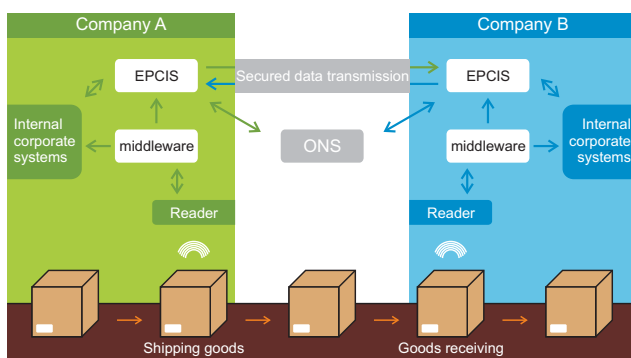 Company A
Company B
EPCIS
Secured data transmission
EPCIS
Internal
corporate
systems
middleware
ONS
middleware
Internal
corporate
systems
Reader
Reader
Shipping goods
Goods receiving